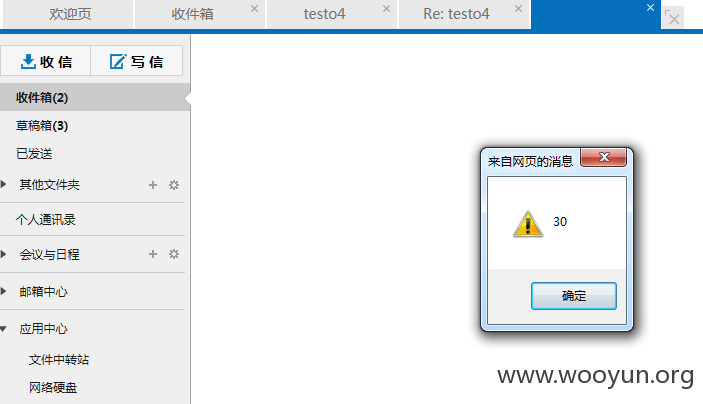 欢迎页
收件箱
testo4
Re: testo4
收 信
写 信
收件箱(2)
草稿箱(3)
已发送
其他文件夹
个人通讯录
会议与日程
邮箱中心
应用中心
文件中转站
网络硬盘
来自网页的消息
30
确定
www.wooyun.org